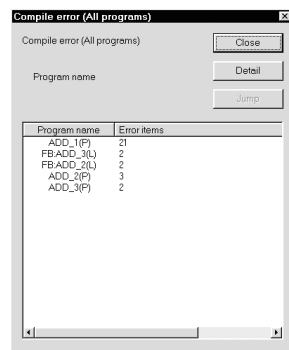 Compile error (All programs)
Compile error (All programs)
Close
Program name
Detail
Jump
Program name Error items
ADD_1(P) 21
FB:ADD_3(L) 2
FB:ADD_2(L) 2
ADD_2(P) 3
ADD_3(P) 2